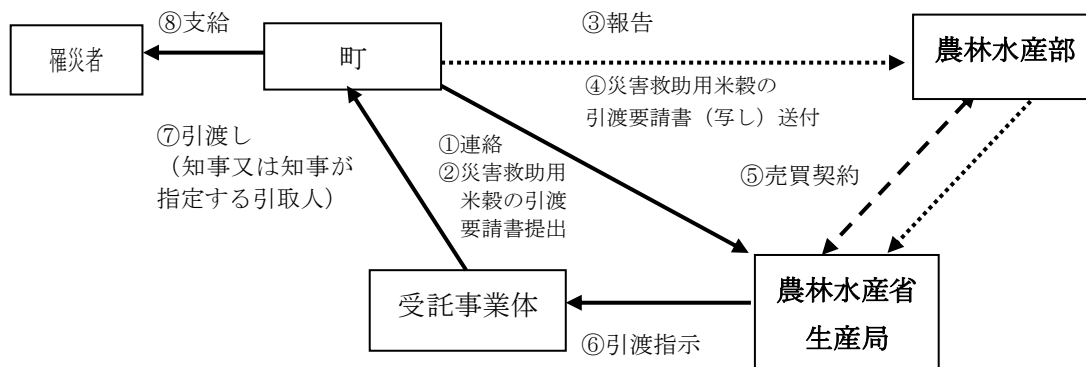 ⑧支給
③報告
罹災者
町
農林水産部
④災害救助用米穀の
引渡要請書（写し）送付
⑦引渡し
（知事又は知事が
指定する引取人）
①連絡
②災害救助用
米穀の引渡
要請書提出
⑤売買契約
受託事業体
農林水産省
生産局
⑥引渡指示